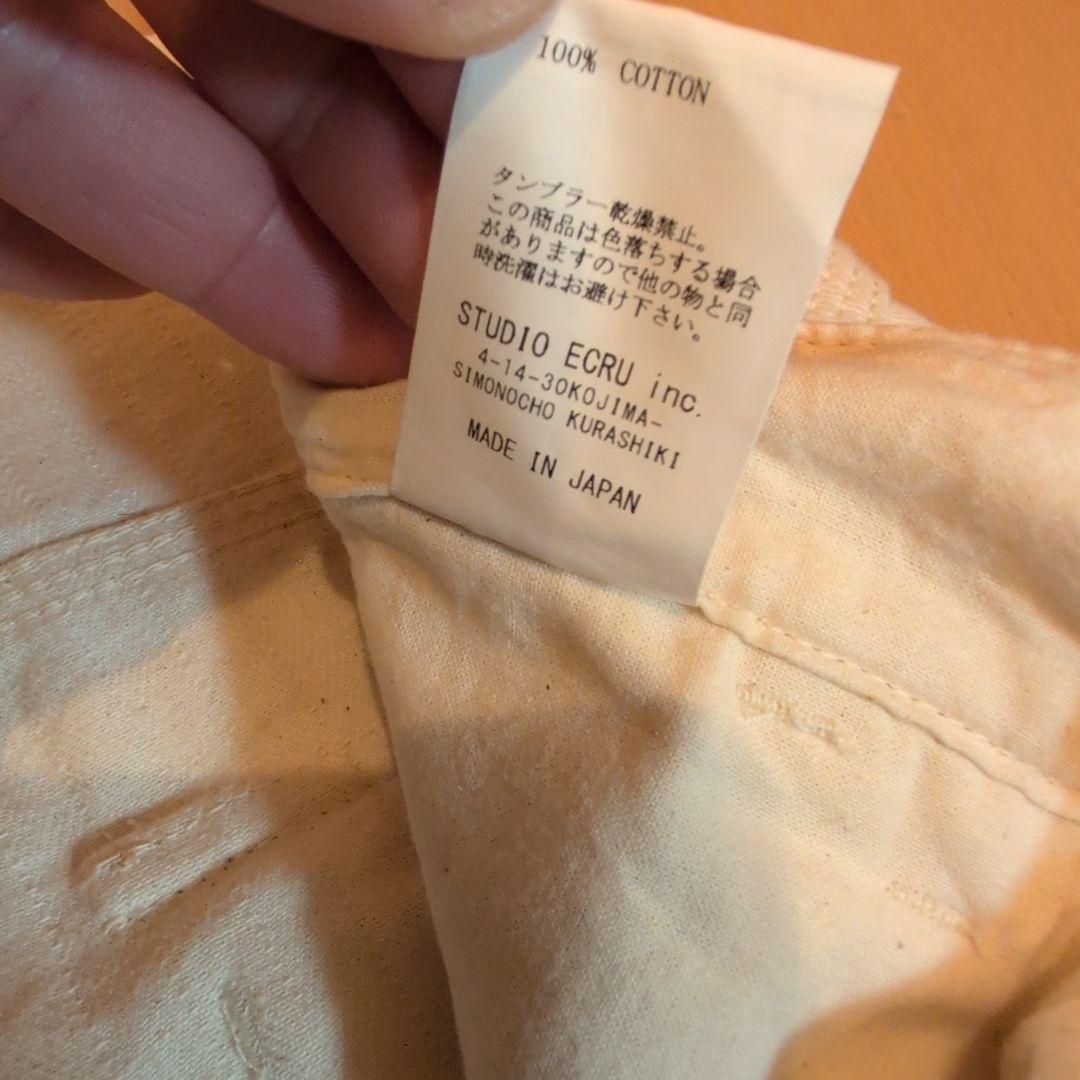 100% COTTON
タンブラー乾燥禁止。
この商品は色落ちする場合
がありますので他の物と同
時洗濯はお避け下さい。
STUDIO ECRU inc.
4-14-30KOJIMA-
SIMONOCHO KURASHIKI
MADE IN JAPAN